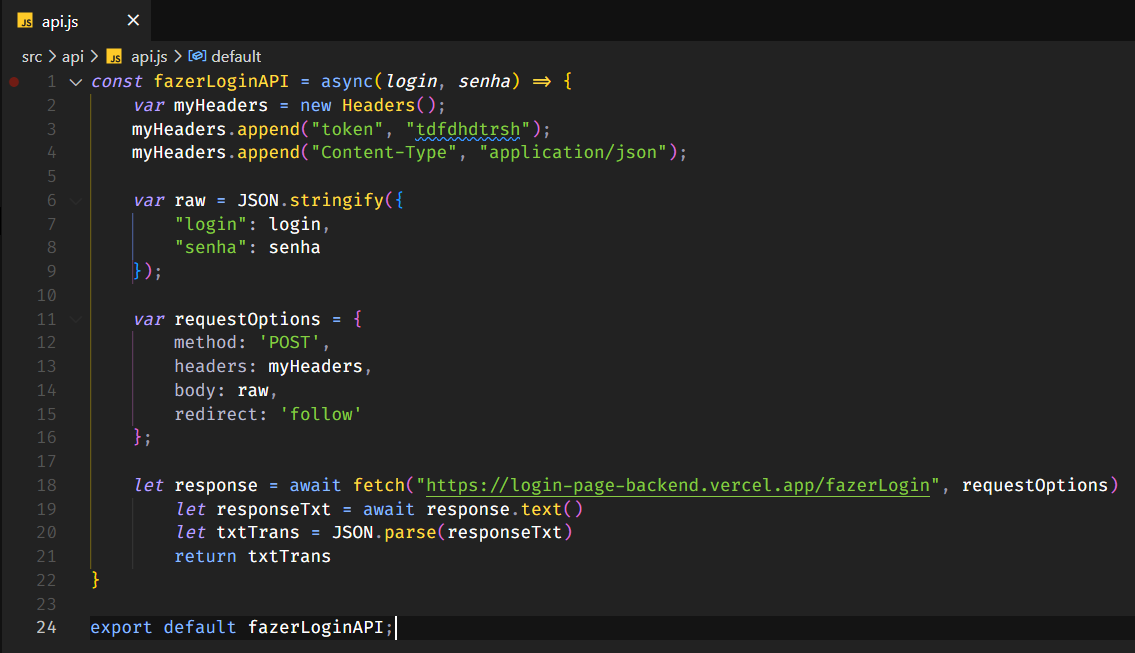 JS api.js ×
src > api > JS api.js > default
1 const fazerLoginAPI = async(login, senha) => {
2 var myHeaders = new Headers();
3 myHeaders.append("token", "tdfdhdtrsh");
4 myHeaders.append("Content-Type", "application/json");
5
6 var raw = JSON.stringify({
7 "login": login,
8 "senha": senha
9 });
10
11 var requestOptions = {
12 method: 'POST',
13 headers: myHeaders,
14 body: raw,
15 redirect: 'follow'
16 };
17
18 let response = await fetch("https://login-page-backend.vercel.app/fazerLogin", requestOptions)
19 let responseTxt = await response.text()
20 let txtTrans = JSON.parse(responseTxt)
21 return txtTrans
22 }
23
24 export default fazerLoginAPI;